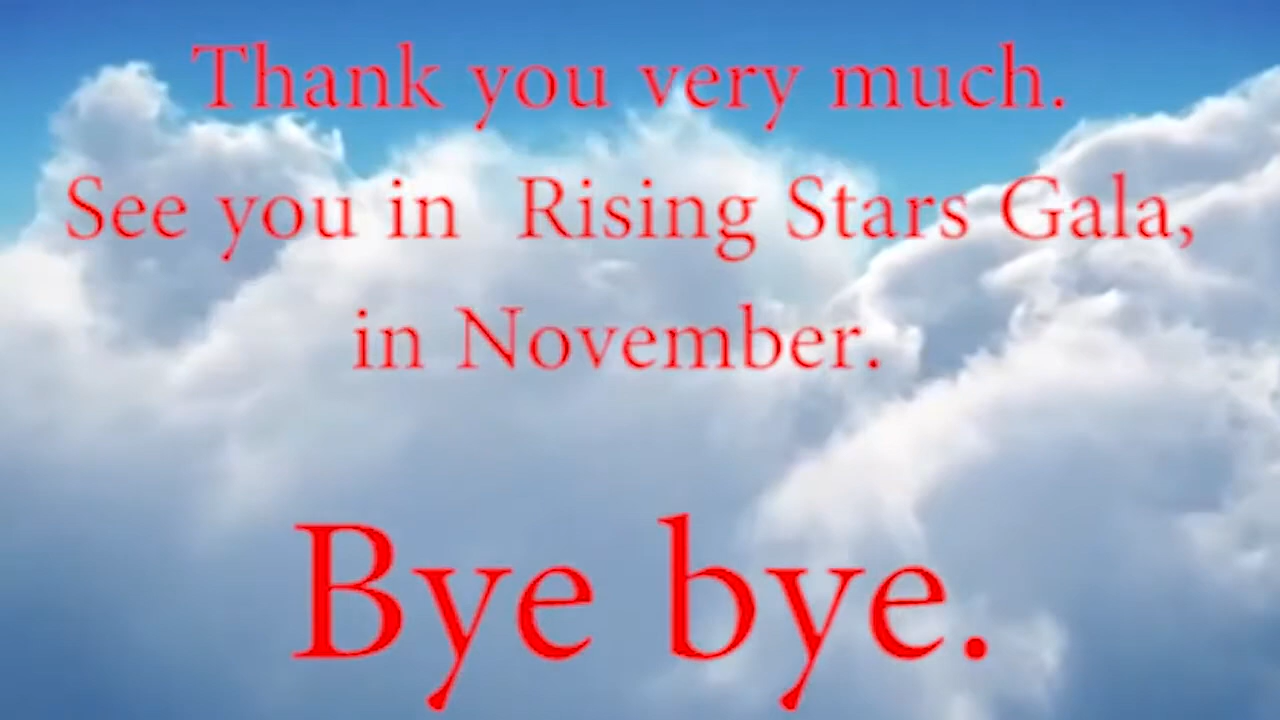 Thank you very much.
See you in Rising Stars Gala,
in November.
Bye bye.